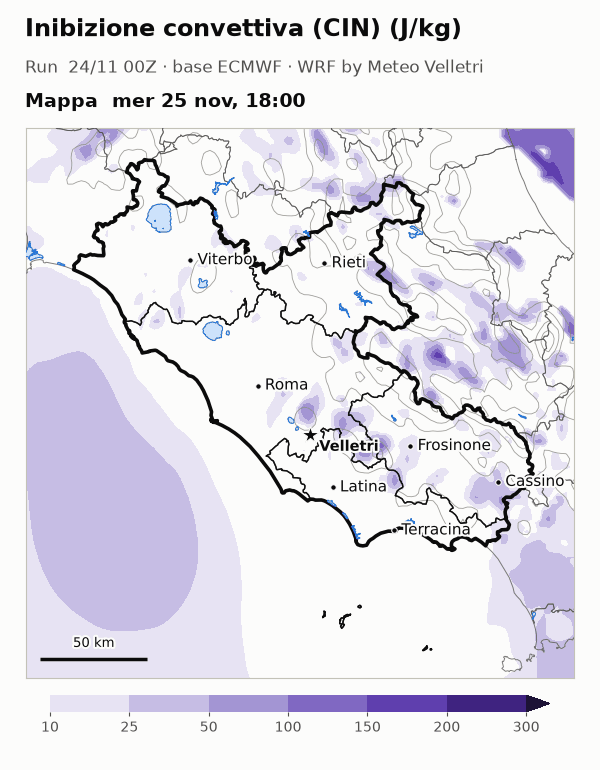 Inibizione convettiva (CIN) (J/kg)
Run  24/11 00Z · base ECMWF · WRF by Meteo Velletri
Mappa  mer 25 nov, 18:00
Viterbo
Rieti
Roma
Velletri
Frosinone
Cassino
Latina
Terracina
50 km
10 25 50 100 150 200 300